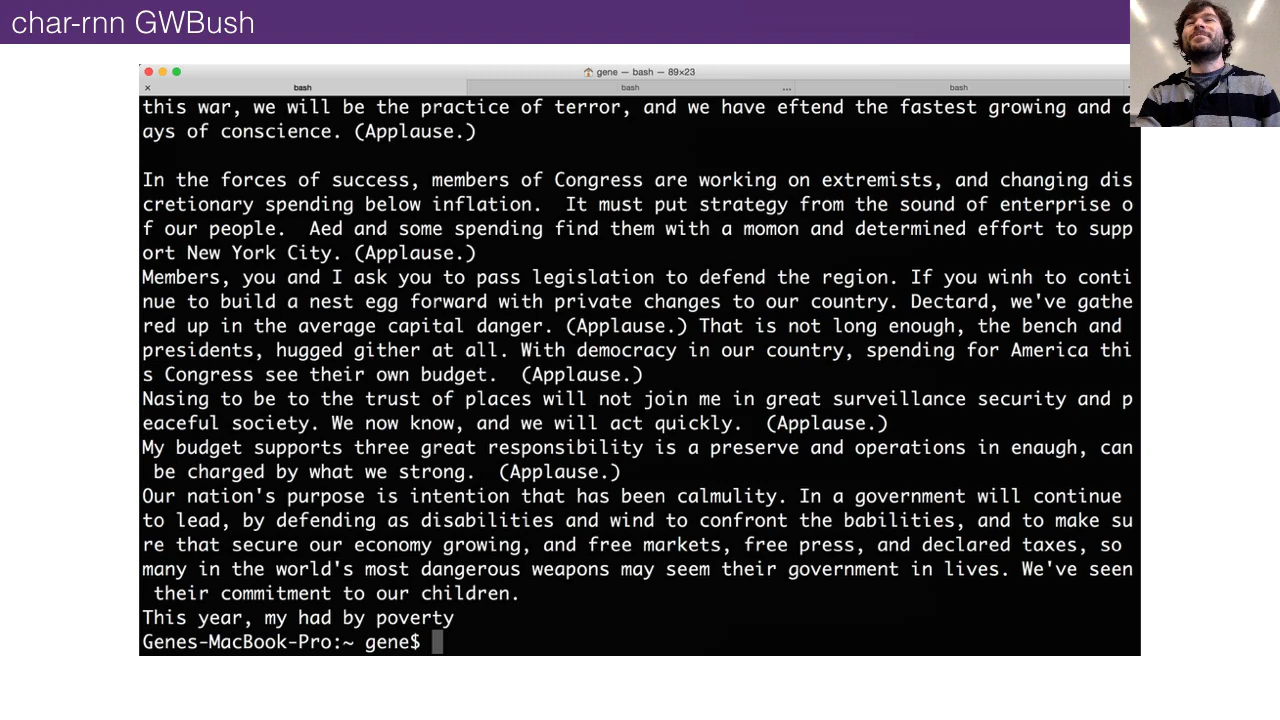 char-rnn GWBush
gene — bash — 89×23
bash bash ... bash
this war, we will be the practice of terror, and we have eftend the fastest growing and d
ays of conscience. (Applause.)
In the forces of success, members of Congress are working on extremists, and changing dis
cretionary spending below inflation.  It must put strategy from the sound of enterprise o
f our people.  Aed and some spending find them with a momon and determined effort to supp
ort New York City. (Applause.)
Members, you and I ask you to pass legislation to defend the region. If you winh to conti
nue to build a nest egg forward with private changes to our country. Dectard, we've gathe
red up in the average capital danger. (Applause.) That is not long enough, the bench and
presidents, hugged gither at all. With democracy in our country, spending for America thi
s Congress see their own budget.  (Applause.)
Nasing to be to the trust of places will not join me in great surveillance security and p
eaceful society. We now know, and we will act quickly.  (Applause.)
My budget supports three great responsibility is a preserve and operations in enaugh, can
be charged by what we strong.  (Applause.)
Our nation's purpose is intention that has been calmulity. In a government will continue
to lead, by defending as disabilities and wind to confront the babilities, and to make su
re that secure our economy growing, and free markets, free press, and declared taxes, so
many in the world's most dangerous weapons may seem their government in lives. We've seen
their commitment to our children.
This year, my had by poverty
Genes-MacBook-Pro:~ gene$